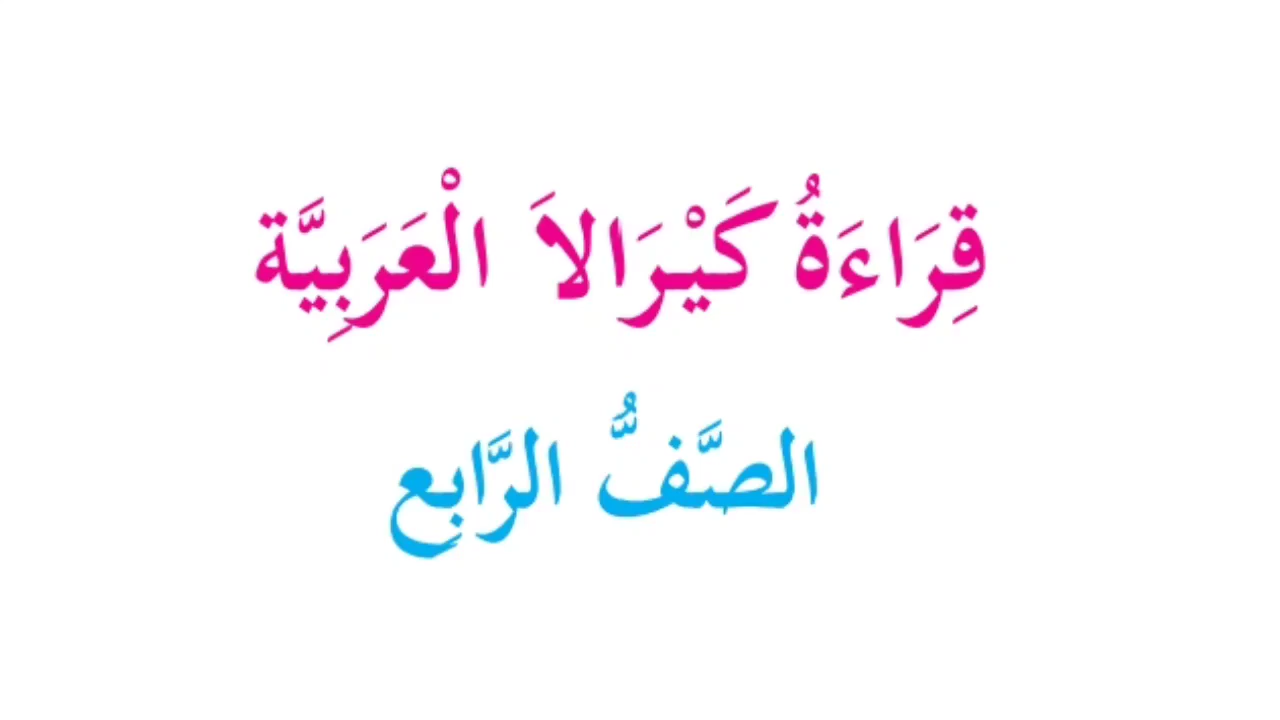 قِرَاءَةُ كَيْرَالاَ الْعَرَبِيَّة
الصَّفُّ الرَّابِع